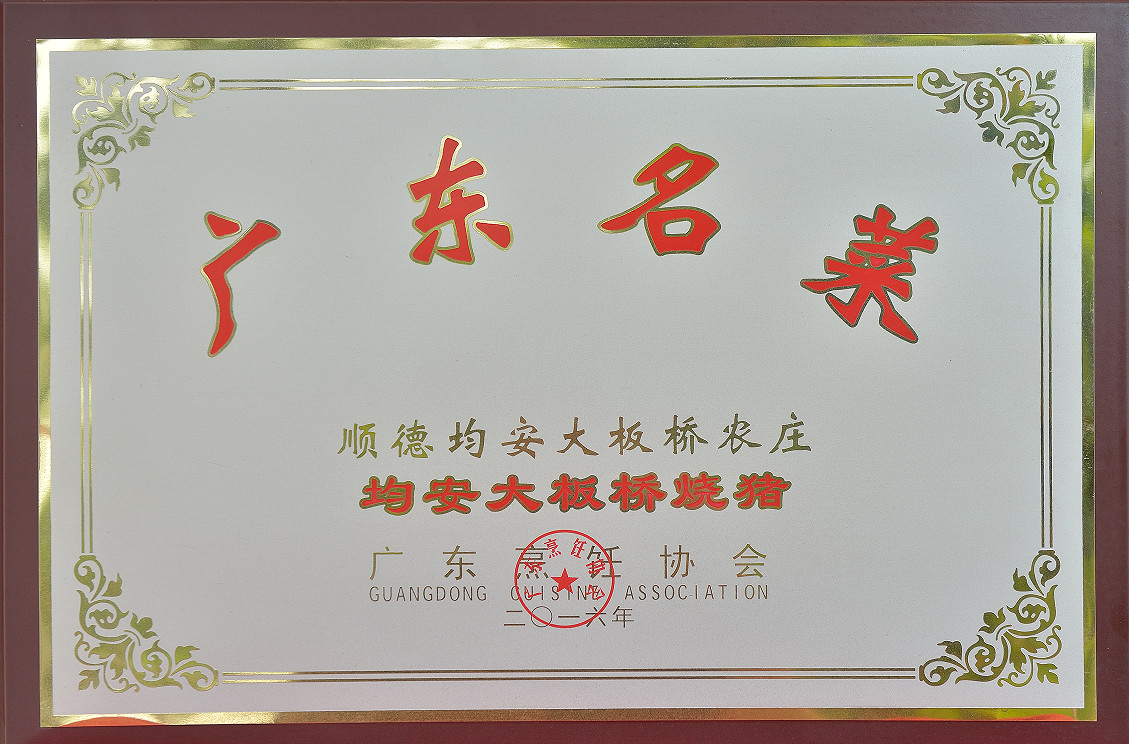 广东名菜
顺德均安大板桥农庄
均安大板桥烧猪
广东烹饪协会
GUANGDONG CUISINE ASSOCIATION
二〇一六年